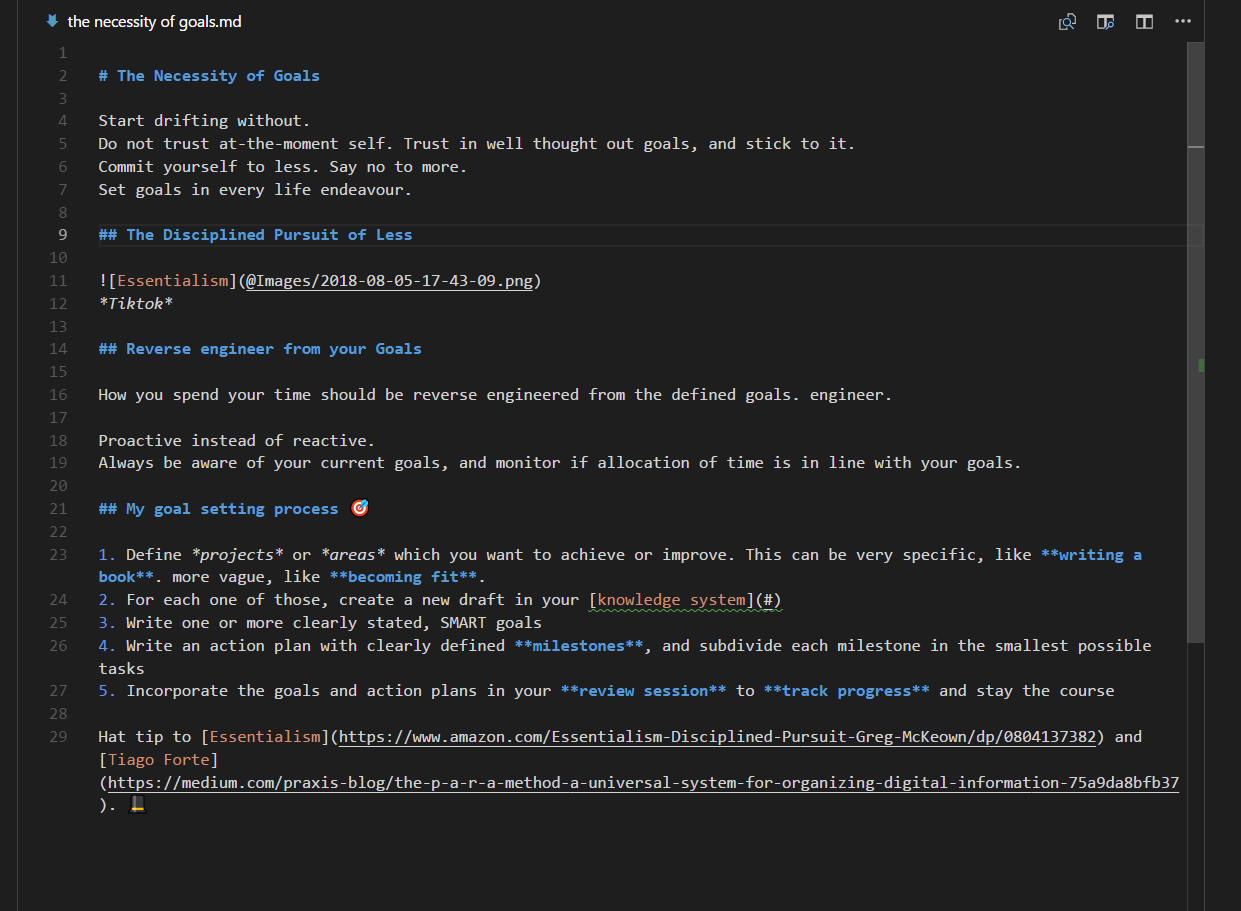 the necessity of goals.md
1
2 # The Necessity of Goals
3
4 Start drifting without.
5 Do not trust at-the-moment self. Trust in well thought out goals, and stick to it.
6 Commit yourself to less. Say no to more.
7 Set goals in every life endeavour.
8
9 ## The Disciplined Pursuit of Less
10
11 ![Essentialism](@Images/2018-08-05-17-43-09.png)
12 *Tiktok*
13
14 ## Reverse engineer from your Goals
15
16 How you spend your time should be reverse engineered from the defined goals. engineer.
17
18 Proactive instead of reactive.
19 Always be aware of your current goals, and monitor if allocation of time is in line with your goals.
20
21 ## My goal setting process 🎯
22
23 1. Define *projects* or *areas* which you want to achieve or improve. This can be very specific, like **writing a
book**. more vague, like **becoming fit**.
24 2. For each one of those, create a new draft in your [knowledge system](#)
25 3. Write one or more clearly stated, SMART goals
26 4. Write an action plan with clearly defined **milestones**, and subdivide each milestone in the smallest possible
tasks
27 5. Incorporate the goals and action plans in your **review session** to **track progress** and stay the course
28
29 Hat tip to [Essentialism](https://www.amazon.com/Essentialism-Disciplined-Pursuit-Greg-McKeown/dp/0804137382) and
[Tiago Forte]
(https://medium.com/praxis-blog/the-p-a-r-a-method-a-universal-system-for-organizing-digital-information-75a9da8bfb37
). 🎩